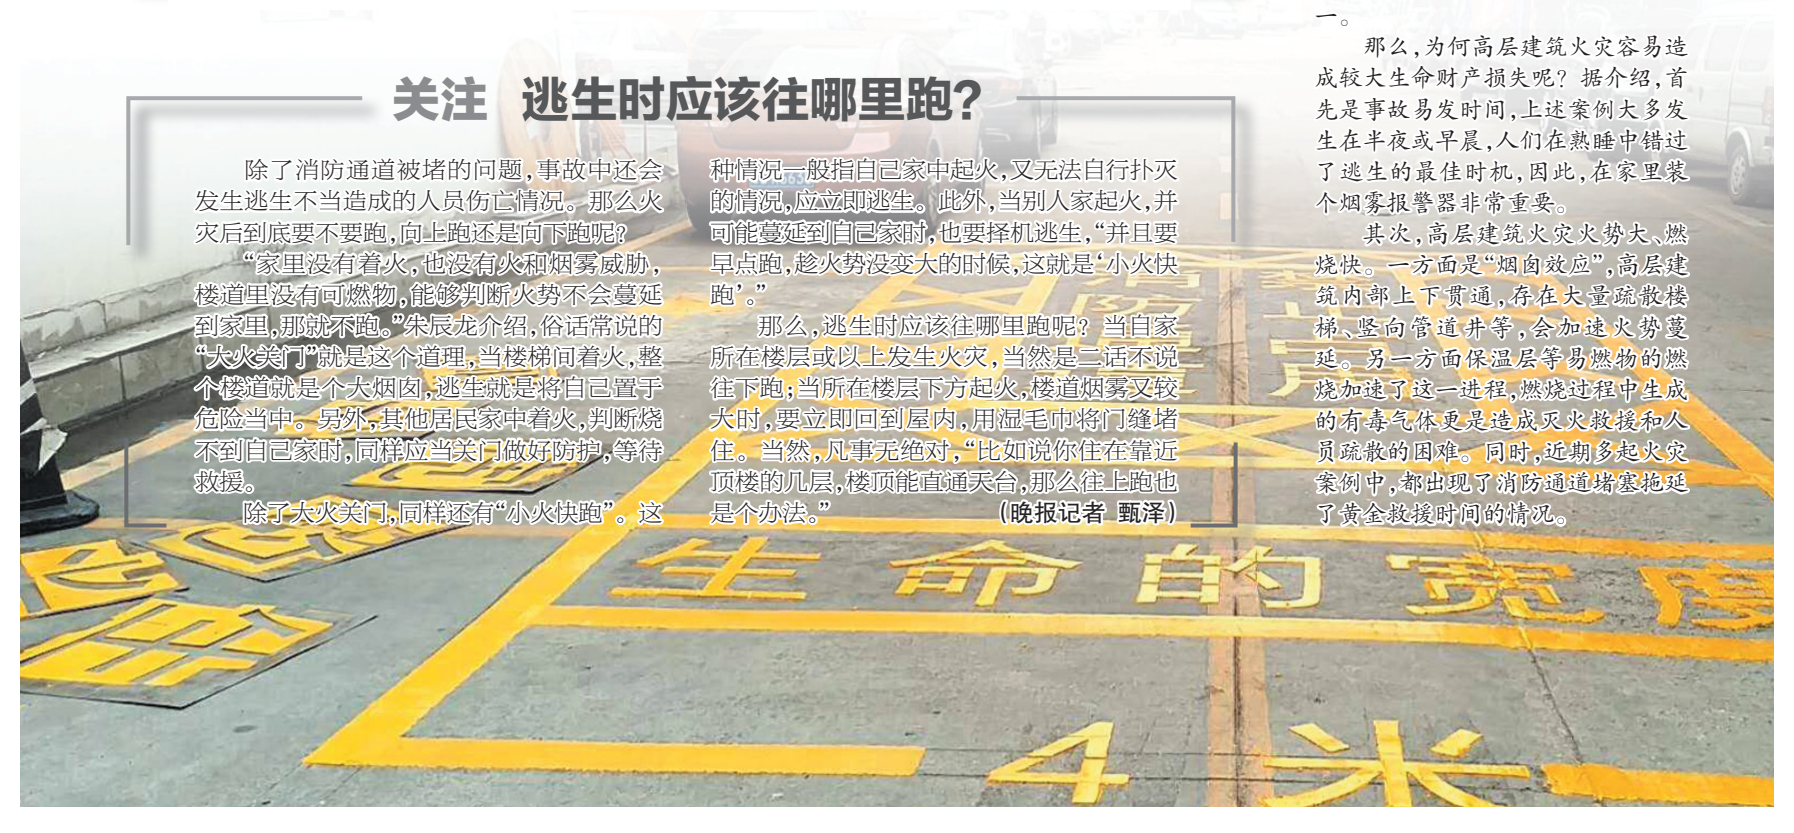 关注 逃生时应该往哪里跑?
除了消防通道被堵的问题,事故中还会
发生逃生不当造成的人员伤亡情况。那么火
灾后到底要不要跑,向上跑还是向下跑呢?
“家里没有着火,也没有火和烟雾威胁,
楼道里没有可燃物,能够判断火势不会蔓延
到家里,那就不跑。”朱辰龙介绍,俗话常说的
“大火关门”就是这个道理,当楼梯间着火,整
个楼道就是个大烟囱,逃生就是将自己置于
危险当中。另外,其他居民家中着火,判断烧
不到自己家时,同样应当关门做好防护,等待
救援。
除了大火关门,同样还有“小火快跑”。这
种情况一般指自己家中起火,又无法自行扑灭
的情况,应立即逃生。此外,当别人家起火,并
可能蔓延到自己家时,也要择机逃生,“并且要
早点跑,趁火势没变大的时候,这就是‘小火快
跑’。”
那么,逃生时应该往哪里跑呢?当自家
所在楼层或以上发生火灾,当然是二话不说
往下跑;当所在楼层下方起火,楼道烟雾又较
大时,要立即回到屋内,用湿毛巾将门缝堵
住。当然,凡事无绝对,“比如说你住在靠近
顶楼的几层,楼顶能直通天台,那么往上跑也
是个办法。” (晚报记者 甄泽)
一。
那么,为何高层建筑火灾容易造
成较大生命财产损失呢?据介绍,首
先是事故易发时间,上述案例大多发
生在半夜或早晨,人们在熟睡中错过
了逃生的最佳时机,因此,在家里装
个烟雾报警器非常重要。
其次,高层建筑火灾火势大、燃
烧快。一方面是“烟囱效应”,高层建
筑内部上下贯通,存在大量疏散楼
梯、竖向管道井等,会加速火势蔓
延。另一方面保温层等易燃物的燃
烧加速了这一进程,燃烧过程中生成
的有毒气体更是造成灭火救援和人
员疏散的困难。同时,近期多起火灾
案例中,都出现了消防通道堵塞拖延
了黄金救援时间的情况。
生命的宽度
4米